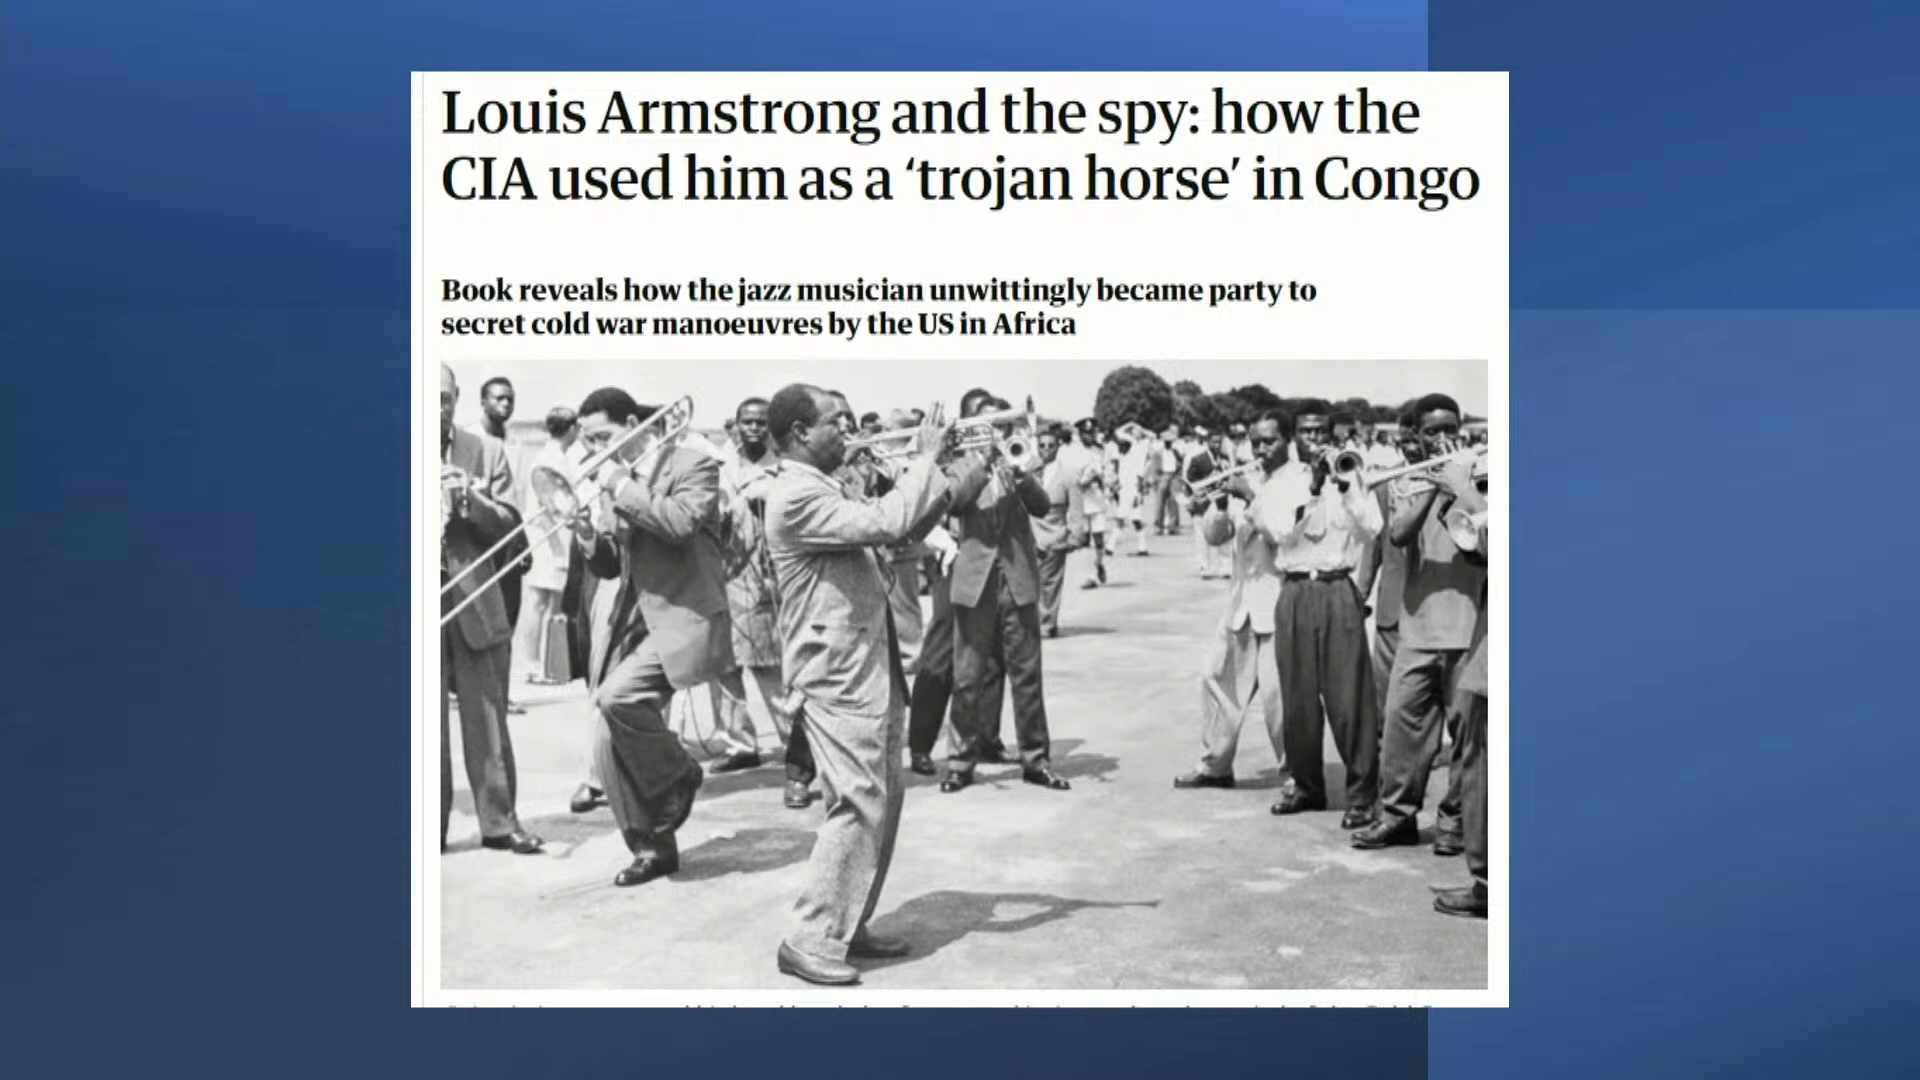 Louis Armstrong and the spy: how the
CIA used him as a ‘trojan horse’ in Congo
Book reveals how the jazz musician unwittingly became party to
secret cold war manoeuvres by the US in Africa